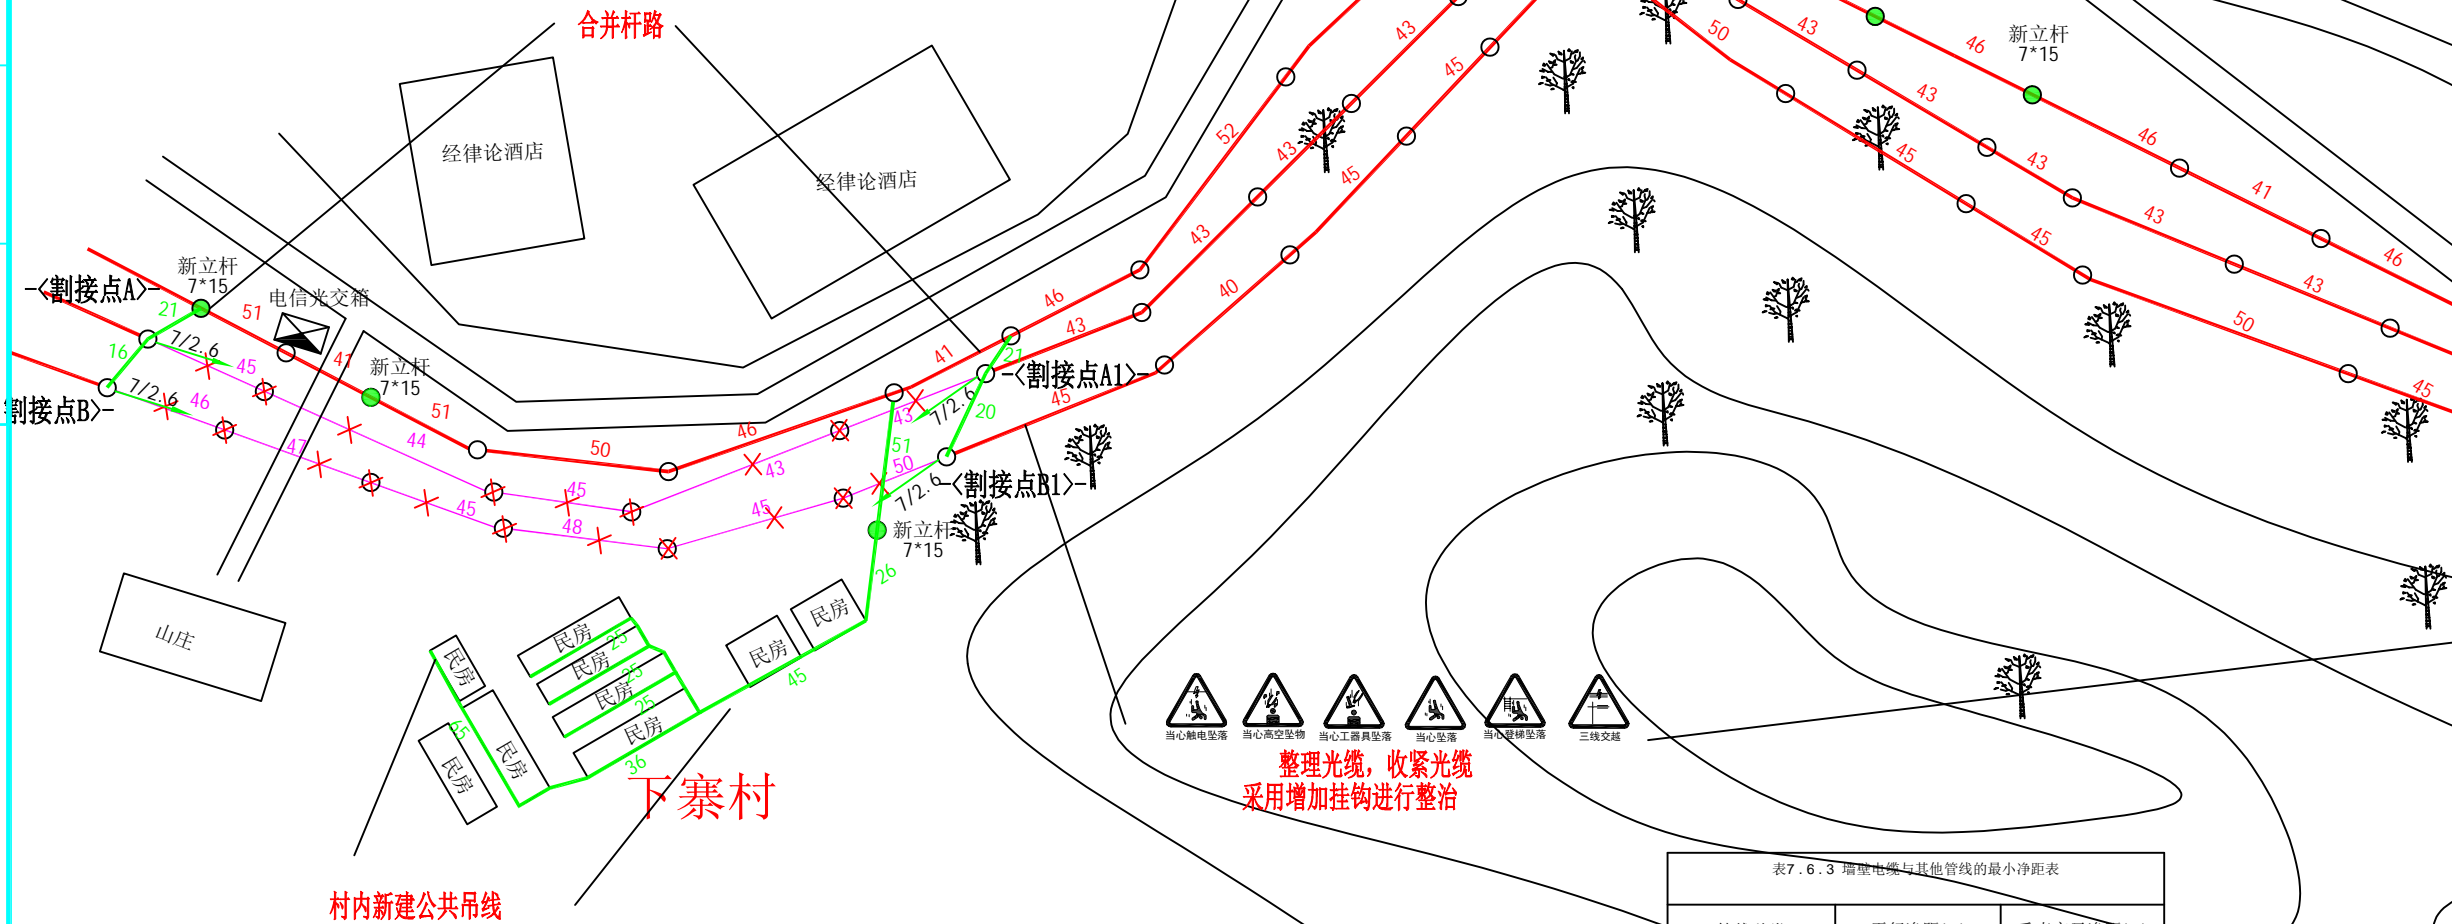 合并杆路
43
50
43
46
新立杆
7*15
45
52
43
43
46
经律论酒店
经律论酒店
45
45
43
41
43
43
45
46
新立杆
7*15
-<割接点A>-
电信光交箱
21
51
46
40
43
50
7/2.6
16
45
41
新立杆
7*15
41
43
21
-<割接点A1>-
45
45
7/2.6
46
割接点B>-
51
44
47
50
46
43
7/2.6
20
51
50
43
-<割接点B1>-
7/2.6
45
45
45
48
新立杆
7*15
26
山庄
民房
民房
民房
民房
民房
民房
民房
民房
民房
25
25
25
45
65
36
下寨村
当心触电坠落
当心高空坠物
当心工器具坠落
当心坠落
当心登梯坠落
三线交越
整理光缆，收紧光缆
采用增加挂钩进行整治
村内新建公共吊线
表7.6.3 墙壁电缆与其他管线的最小净距表